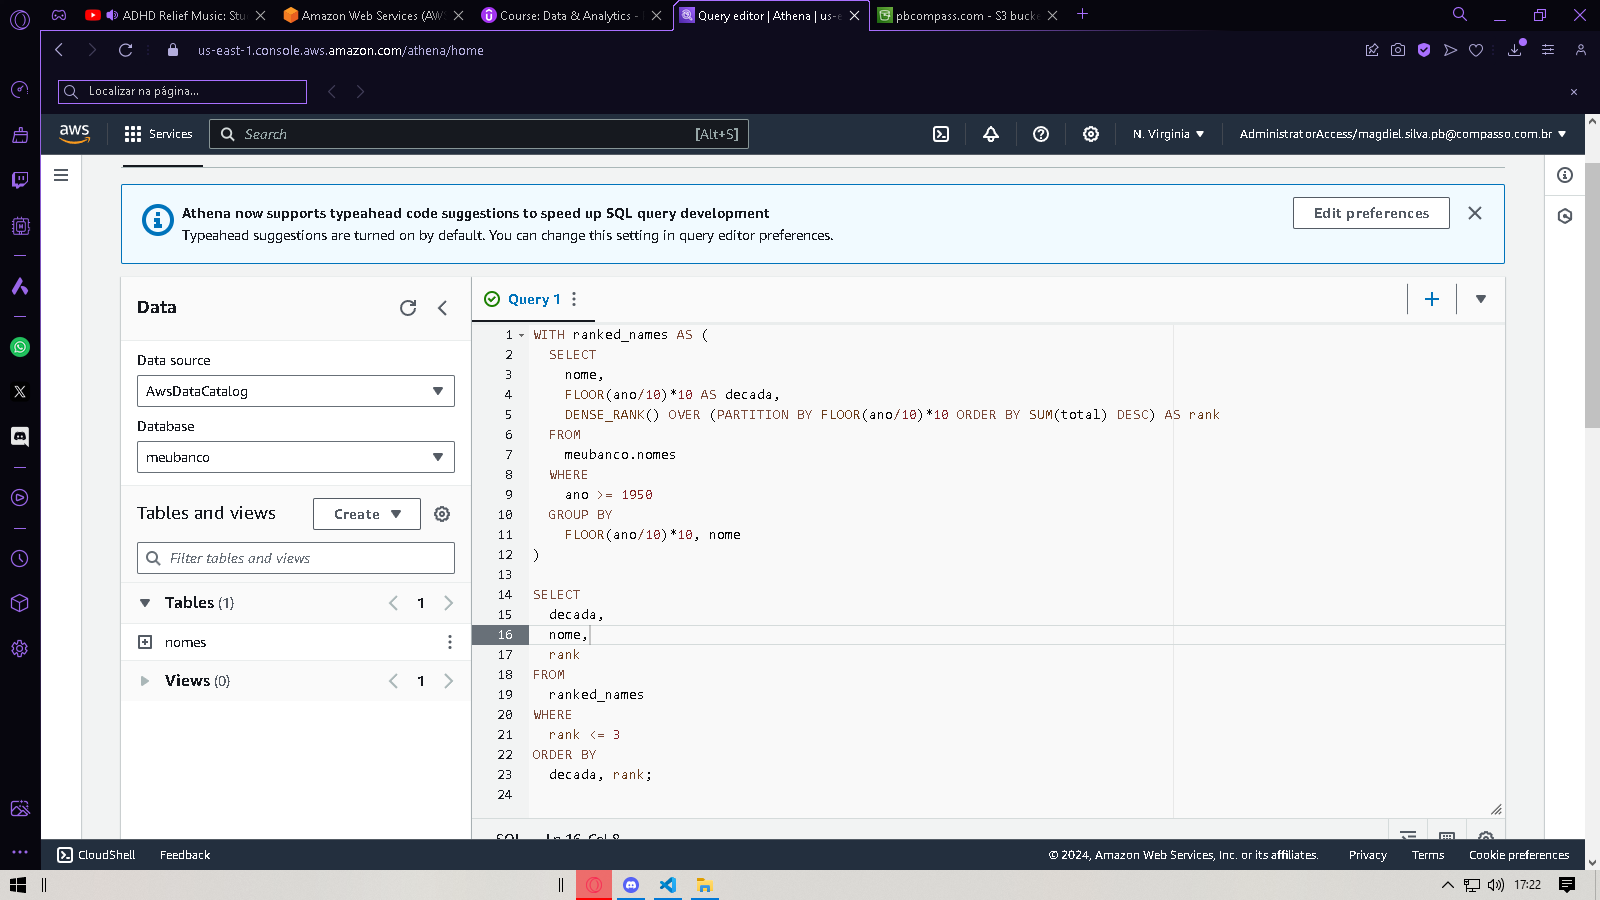 ADHD Relief Music: Stu
Amazon Web Services (AW
Course: Data & Analytics -
Query editor | Athena | us-e
pbcompass.com - S3 bucke
us-east-1.console.aws.amazon.com/athena/home
Localizar na página...
aws
Services
Search
[Alt+S]
N. Virginia
AdministratorAccess/magdiel.silva.pb@compasso.com.br
Athena now supports typeahead code suggestions to speed up SQL query development
Typeahead suggestions are turned on by default. You can change this setting in query editor preferences.
Edit preferences
Data
Data source
AwsDataCatalog
Database
meubanco
Tables and views
Create
Filter tables and views
Tables (1)
1
nomes
Views (0)
1
Query 1
1 WITH ranked_names AS (
2 SELECT
3 nome,
4 FLOOR(ano/10)*10 AS decada,
5 DENSE_RANK() OVER (PARTITION BY FLOOR(ano/10)*10 ORDER BY SUM(total) DESC) AS rank
6 FROM
7 meubanco.nomes
8 WHERE
9 ano >= 1950
10 GROUP BY
11 FLOOR(ano/10)*10, nome
12 )
13
14 SELECT
15 decada,
16 nome,
17 rank
18 FROM
19 ranked_names
20 WHERE
21 rank <= 3
22 ORDER BY
23 decada, rank;
24
SQL Ln 16, Col 8
CloudShell
Feedback
© 2024, Amazon Web Services, Inc. or its affiliates.
Privacy
Terms
Cookie preferences
17:22